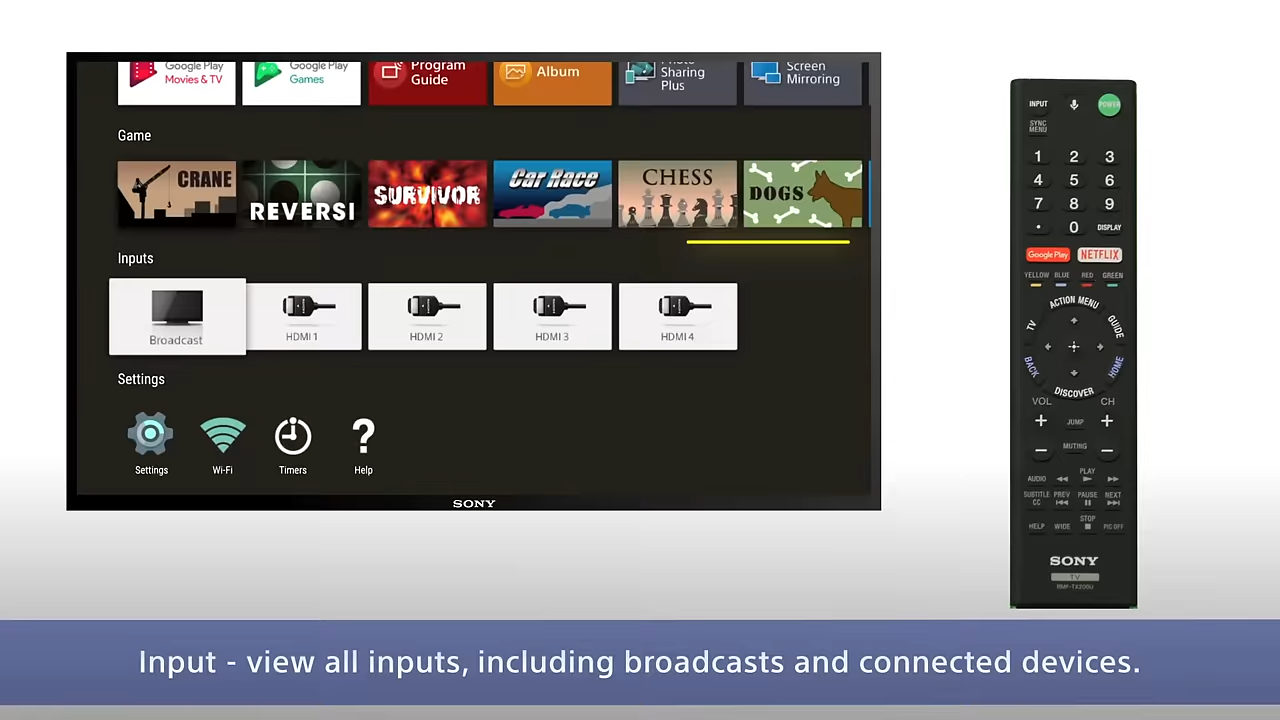 Google Play
Movies & TV
Google Play
Games
Program
Guide
Album
Photo
Sharing
Plus
Screen
Mirroring
Game
CRANE
REVERSI
SURVIVOR
Car Race
CHESS
DOGS
Inputs
Broadcast
HDMI 1
HDMI 2
HDMI 3
HDMI 4
Settings
Settings
Wi-Fi
Timers
Help
SONY
INPUT
POWER
SYNC
MENU
1 2 3
4 5 6
7 8 9
• 0 DISPLAY
Google Play NETFLIX
YELLOW BLUE RED GREEN
ACTION MENU
TV
GUIDE
BACK
HOME
DISCOVER
VOL CH
+ JUMP +
− MUTING −
PLAY
AUDIO
SUBTITLE PREV PAUSE NEXT
CC
STOP
HELP WIDE PIC OFF
SONY
TV
RMF-TX200U
Input - view all inputs, including broadcasts and connected devices.